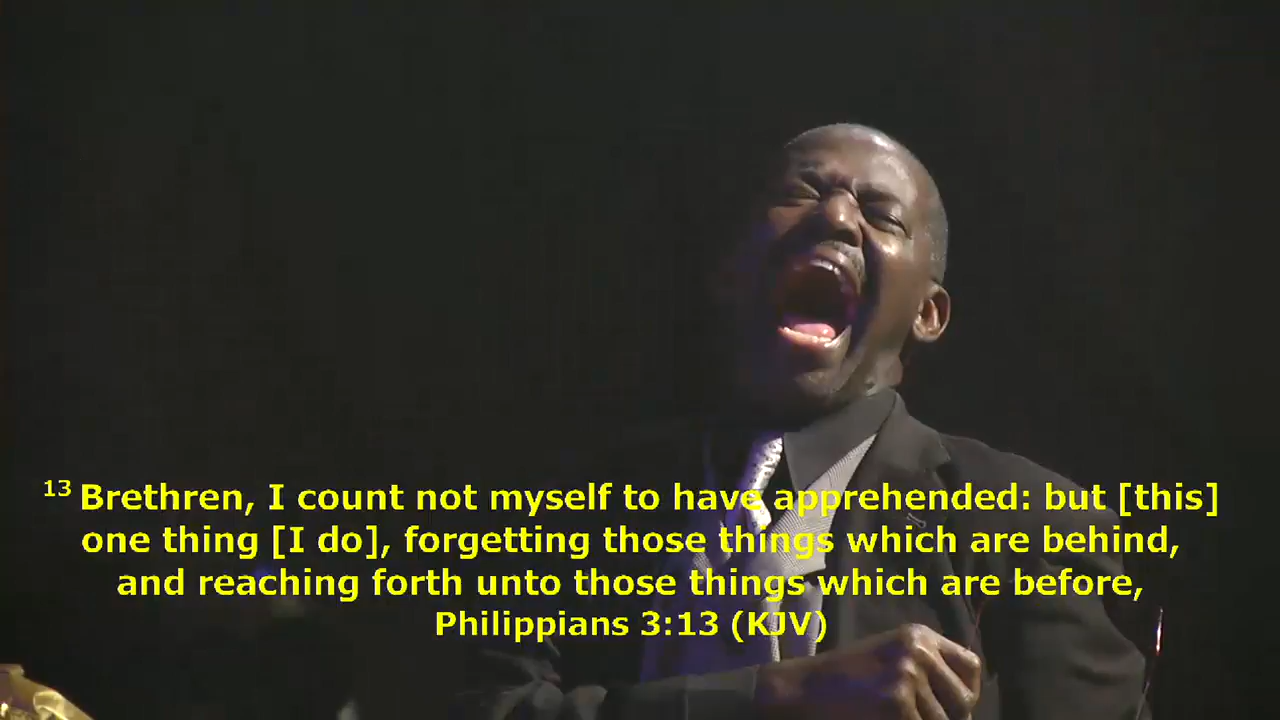 13 Brethren, I count not myself to have apprehended: but [this]
one thing [I do], forgetting those things which are behind,
and reaching forth unto those things which are before,
Philippians 3:13 (KJV)